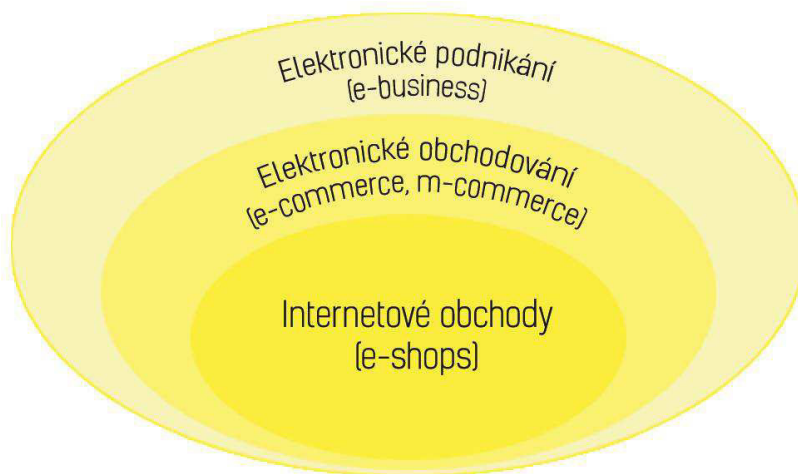 Elektronické podnikání
(e-business)
Elektronické obchodování
(e-commerce, m-commerce)
Internetové obchody
(e-shops)